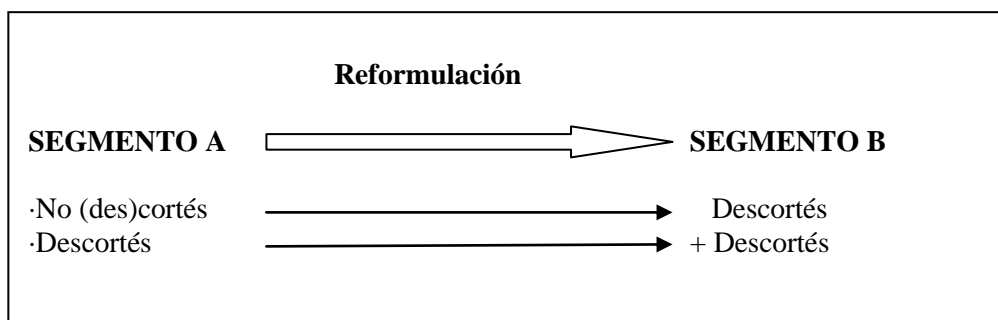 Reformulación
SEGMENTO A SEGMENTO B
·No (des)cortés Descortés
·Descortés + Descortés